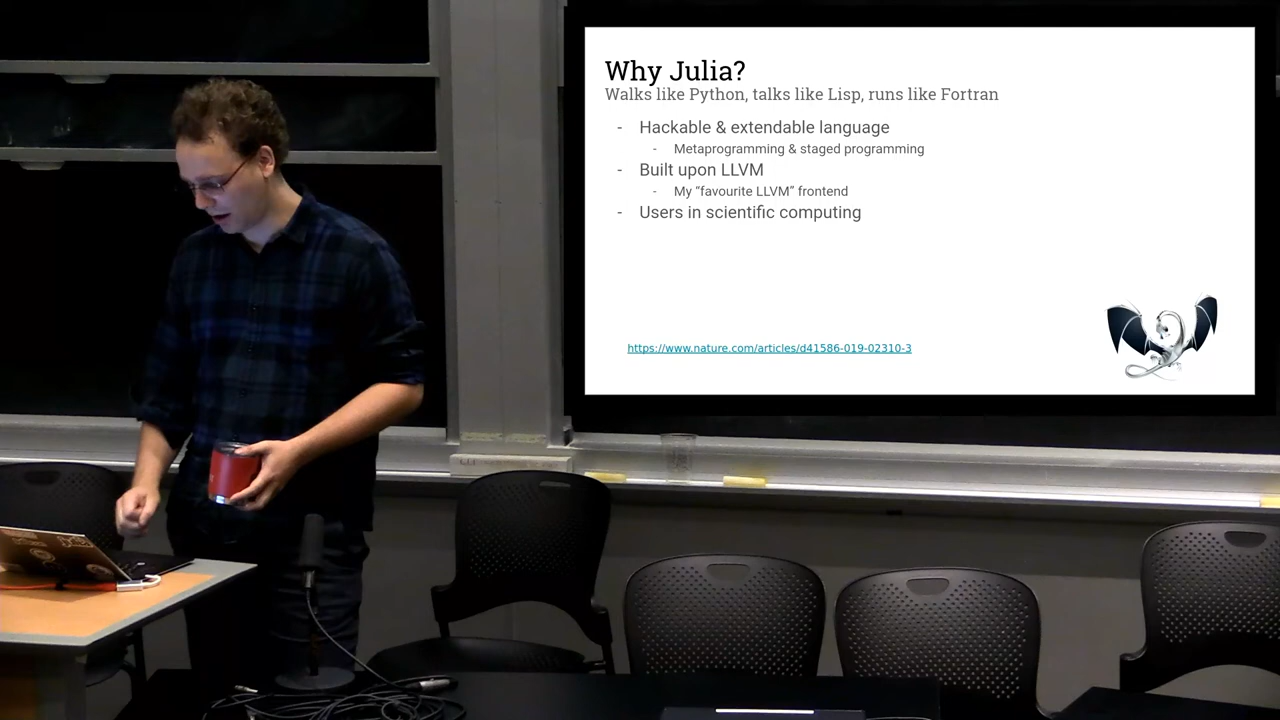 Why Julia?
Walks like Python, talks like Lisp, runs like Fortran
- Hackable & extendable language
- Metaprogramming & staged programming
- Built upon LLVM
- My “favourite LLVM” frontend
- Users in scientific computing
https://www.nature.com/articles/d41586-019-02310-3